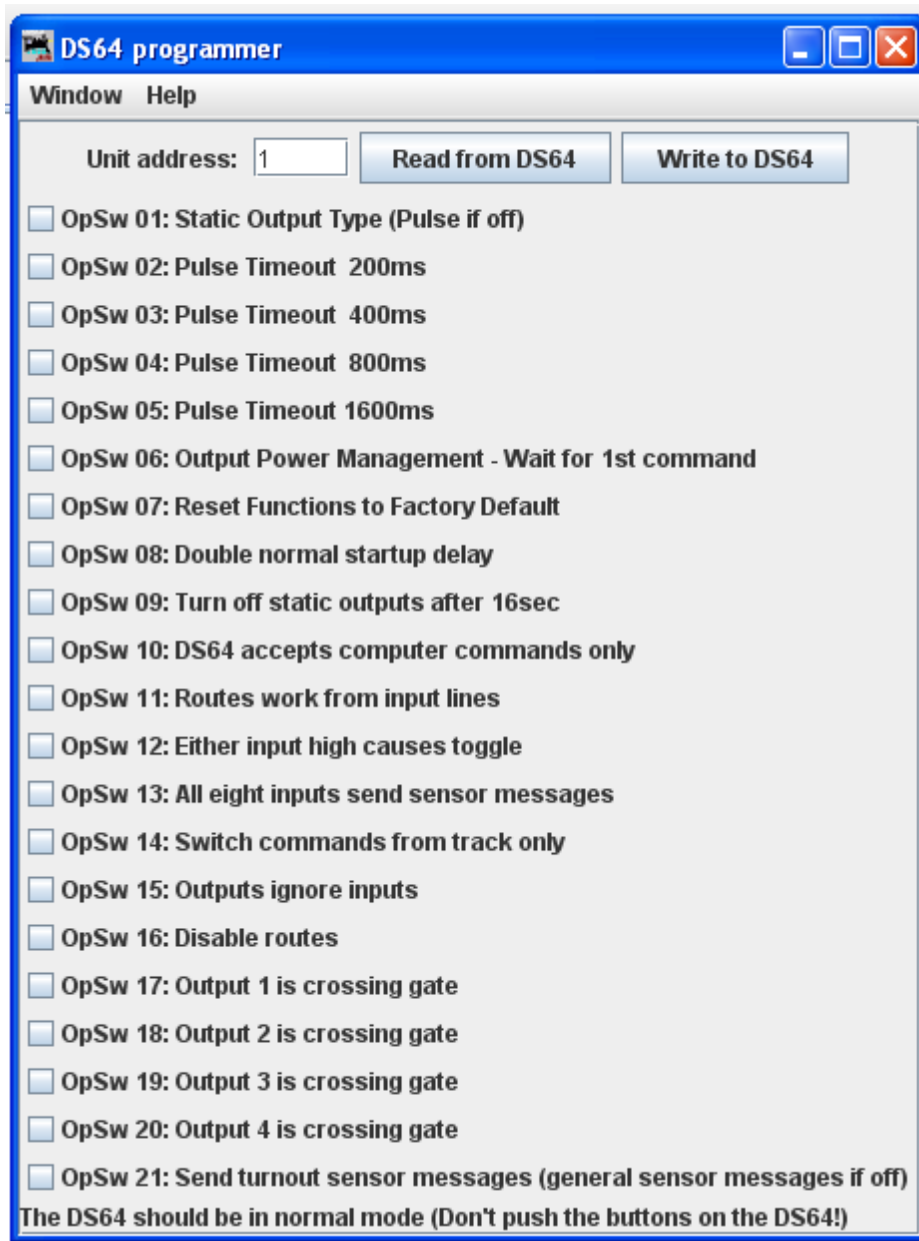 DS64 programmer
Window Help
Unit address: 1 Read from DS64 Write to DS64
OpSw 01: Static Output Type (Pulse if off)
OpSw 02: Pulse Timeout  200ms
OpSw 03: Pulse Timeout  400ms
OpSw 04: Pulse Timeout  800ms
OpSw 05: Pulse Timeout 1600ms
OpSw 06: Output Power Management - Wait for 1st command
OpSw 07: Reset Functions to Factory Default
OpSw 08: Double normal startup delay
OpSw 09: Turn off static outputs after 16sec
OpSw 10: DS64 accepts computer commands only
OpSw 11: Routes work from input lines
OpSw 12: Either input high causes toggle
OpSw 13: All eight inputs send sensor messages
OpSw 14: Switch commands from track only
OpSw 15: Outputs ignore inputs
OpSw 16: Disable routes
OpSw 17: Output 1 is crossing gate
OpSw 18: Output 2 is crossing gate
OpSw 19: Output 3 is crossing gate
OpSw 20: Output 4 is crossing gate
OpSw 21: Send turnout sensor messages (general sensor messages if off)
The DS64 should be in normal mode (Don't push the buttons on the DS64!)